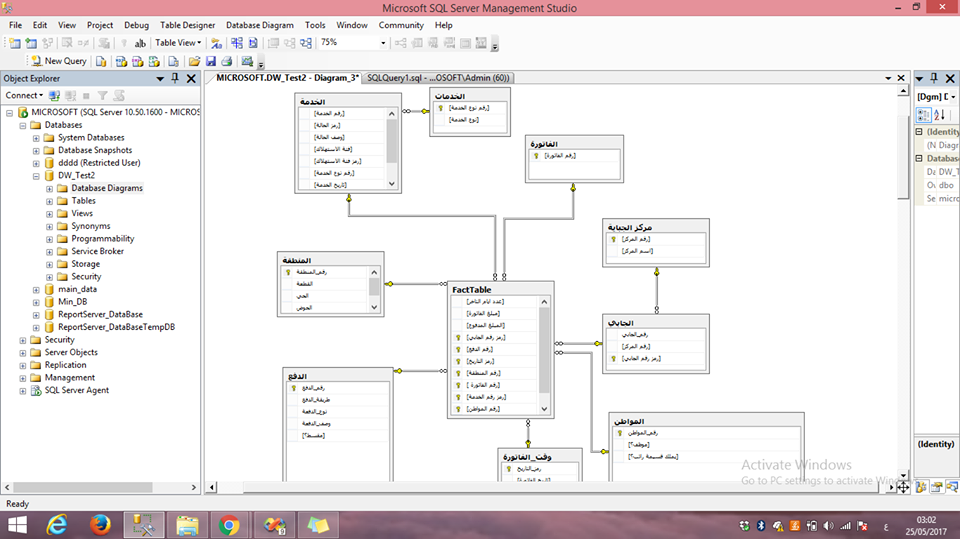 Microsoft SQL Server Management Studio
File Edit View Project Debug Table Designer Database Diagram Tools Window Community Help
Table View 75%
New Query
Object Explorer
MICROSOFT.DW_Test2 - Diagram_3* SQLQuery1.sql - ...OSOFT\Admin (60))
Connect
MICROSOFT (SQL Server 10.50.1600 - MICROS
Databases
System Databases
Database Snapshots
dddd (Restricted User)
DW_Test2
Database Diagrams
Tables
Views
Synonyms
Programmability
Service Broker
Storage
Security
main_data
Min_DB
ReportServer_DataBase
ReportServer_DataBaseTempDB
Security
Server Objects
Replication
Management
SQL Server Agent
الخدمة
[رقم الخدمة]
[رمز الحالة]
[وصف الحالة]
[فئة الاستهلاك]
[رمز فئة الاستهلاك]
[رقم نوع الخدمة]
[تاريخ الخدمة]
الخدمات
[رقم نوع الخدمة]
[نوع الخدمة]
الفاتورة
[رقم الفاتورة]
مركز الجباية
[رقم المركز]
[اسم المركز]
المنطقة
رقم_المنطقة
القطعة
الحي
الحوض
FactTable
[عدد ايام التاخر]
[مبلغ الفاتورة]
[المبلغ المدفوع]
[رمز رقم الجابي]
[رقم الدفع]
[رمز التاريخ]
[رقم المنطقة]
[رقم الفاتورة ]
[رمز رقم الخدمة]
[رقم المواطن]
الجابي
رقم_الجابي
[رقم المركز]
[رمز رقم الجابي]
الدفع
رقم_الدفع
طريقة_الدفع
نوع_الدفعة
وصف_الدفعة
[مقسط؟]
وقت_الفاتورة
رمز_التاريخ
المواطن
رقم_المواطن
[موظف؟]
[يملك قسيمة راتب؟]
[Dgm] D
(Identity
(N Diagr
Database
Da DW_T
Ov dbo
Se micro
(Identity)
Activate Windows
Go to PC settings to activate Win
Ready
ع
03:02
25/05/2017